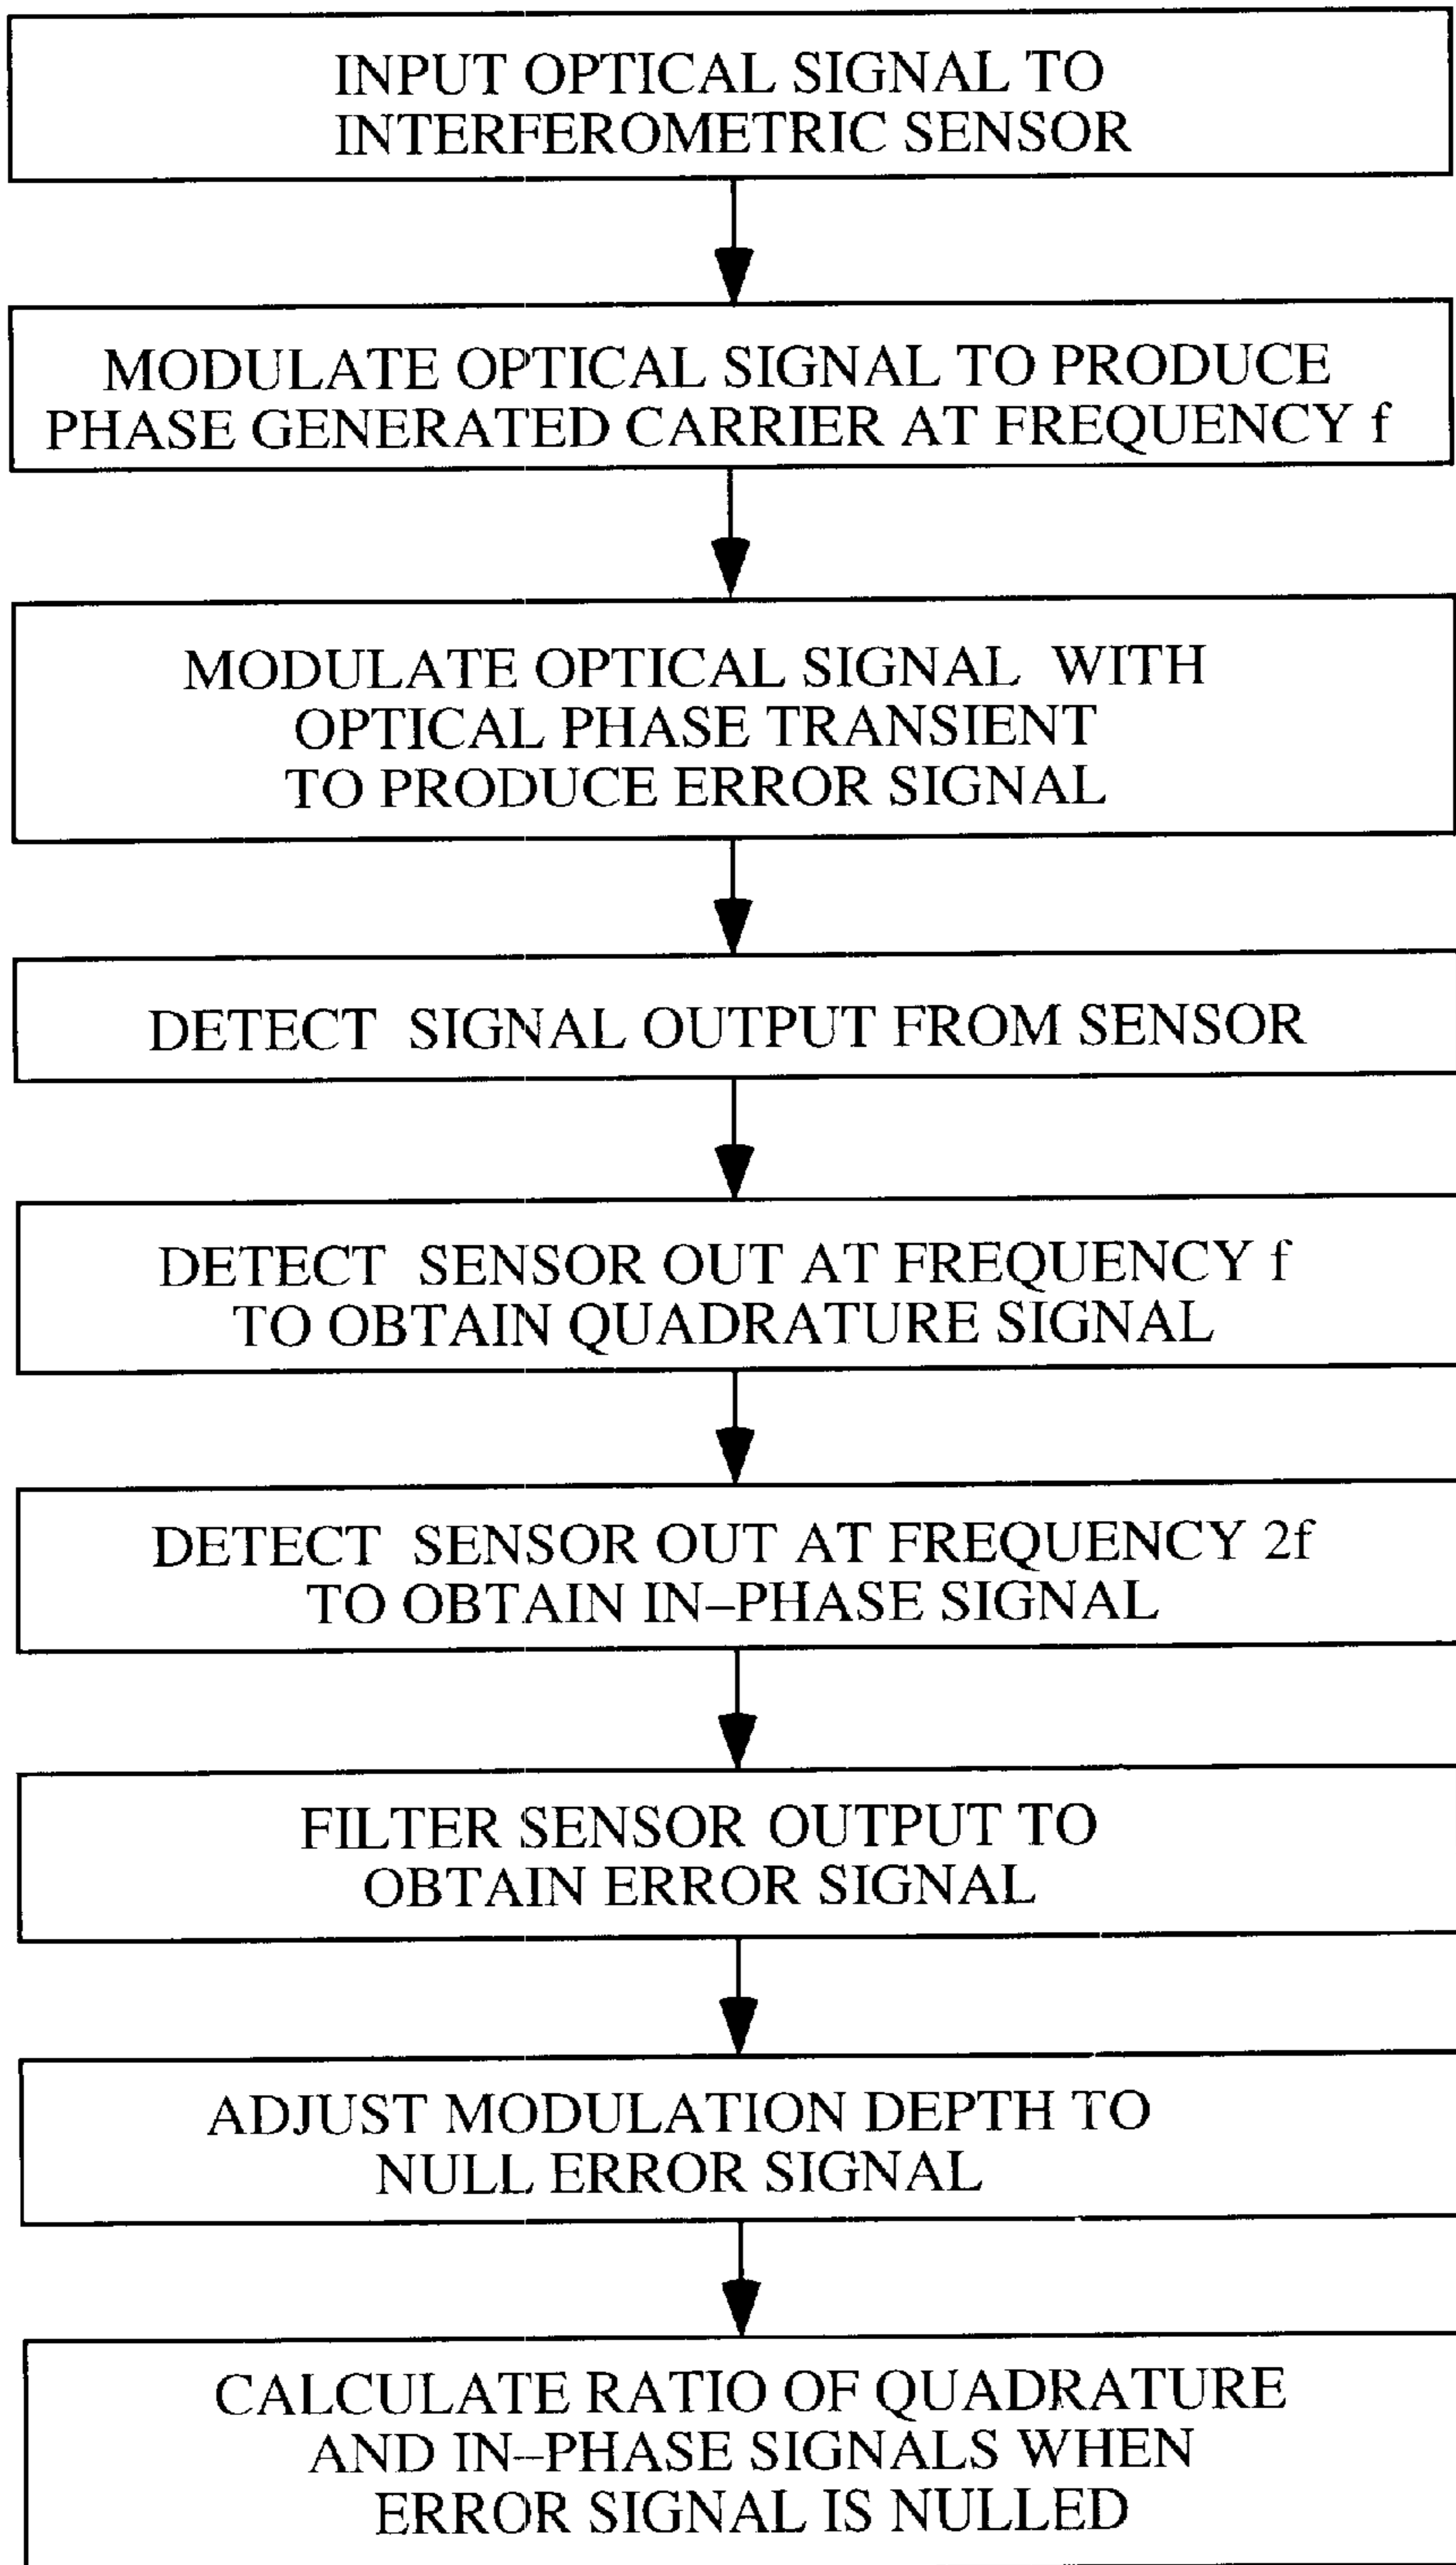 INPUT OPTICAL SIGNAL TO
INTERFEROMETRIC SENSOR
MODULATE OPTICAL SIGNAL TO PRODUCE
PHASE GENERATED CARRIER AT FREQUENCY f
MODULATE OPTICAL SIGNAL WITH
OPTICAL PHASE TRANSIENT
TO PRODUCE ERROR SIGNAL
DETECT SIGNAL OUTPUT FROM SENSOR
DETECT SENSOR OUT AT FREQUENCY f
TO OBTAIN QUADRATURE SIGNAL
DETECT SENSOR OUT AT FREQUENCY 2f
TO OBTAIN IN–PHASE SIGNAL
FILTER SENSOR OUTPUT TO
OBTAIN ERROR SIGNAL
ADJUST MODULATION DEPTH TO
NULL ERROR SIGNAL
CALCULATE RATIO OF QUADRATURE
AND IN–PHASE SIGNALS WHEN
ERROR SIGNAL IS NULLED